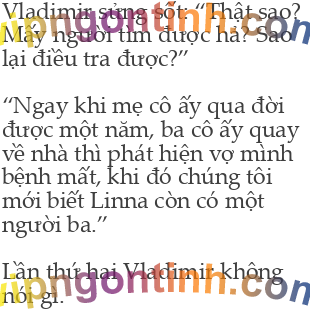 Vladimir sửng sốt: “Thật sao?
Mấy người tìm được hả? Sao
lại điều tra được?”
“Ngay khi mẹ cô ấy qua đời
được một năm, ba cô ấy quay
về nhà thì phát hiện vợ mình
bệnh mất, khi đó chúng tôi
mới biết Linna còn có một
người ba.”
Lần thứ hai Vladimir không
nói gì.
vipngontinh.com
vipngontinh.com